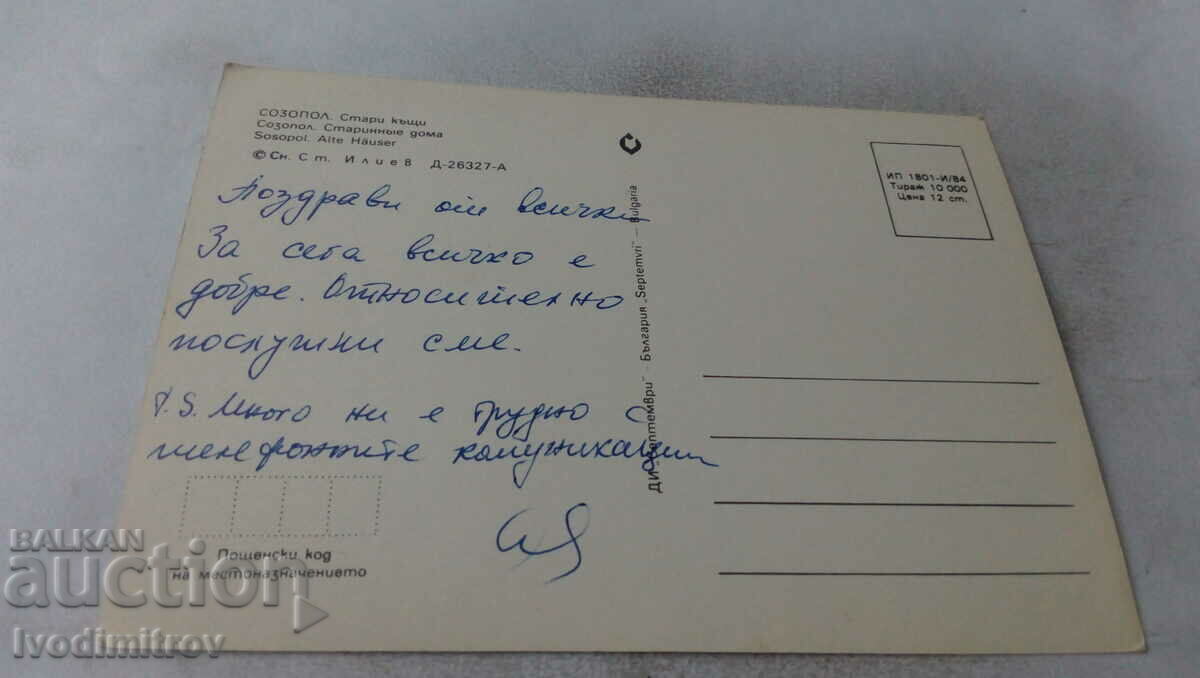 СОЗОПОЛ. Стари къщи
Созопол. Старинные дома
Sosopol. Alte Häuser
© Сн. Ст. Илиев Д-26327-А
Поздрави от всички
За сега всичко е
добре. Относително
послушни сме.
P.S. Много ни е трудно с
телефонните комуникации
Пощенски код
на местоназначението
ДИ „Септември" - България „Septemvri" - Bulgaria
ИП 1801-И/84
Тираж 10 000
Цена 12 ст.
BALKAN
auction
Ivodimitrov